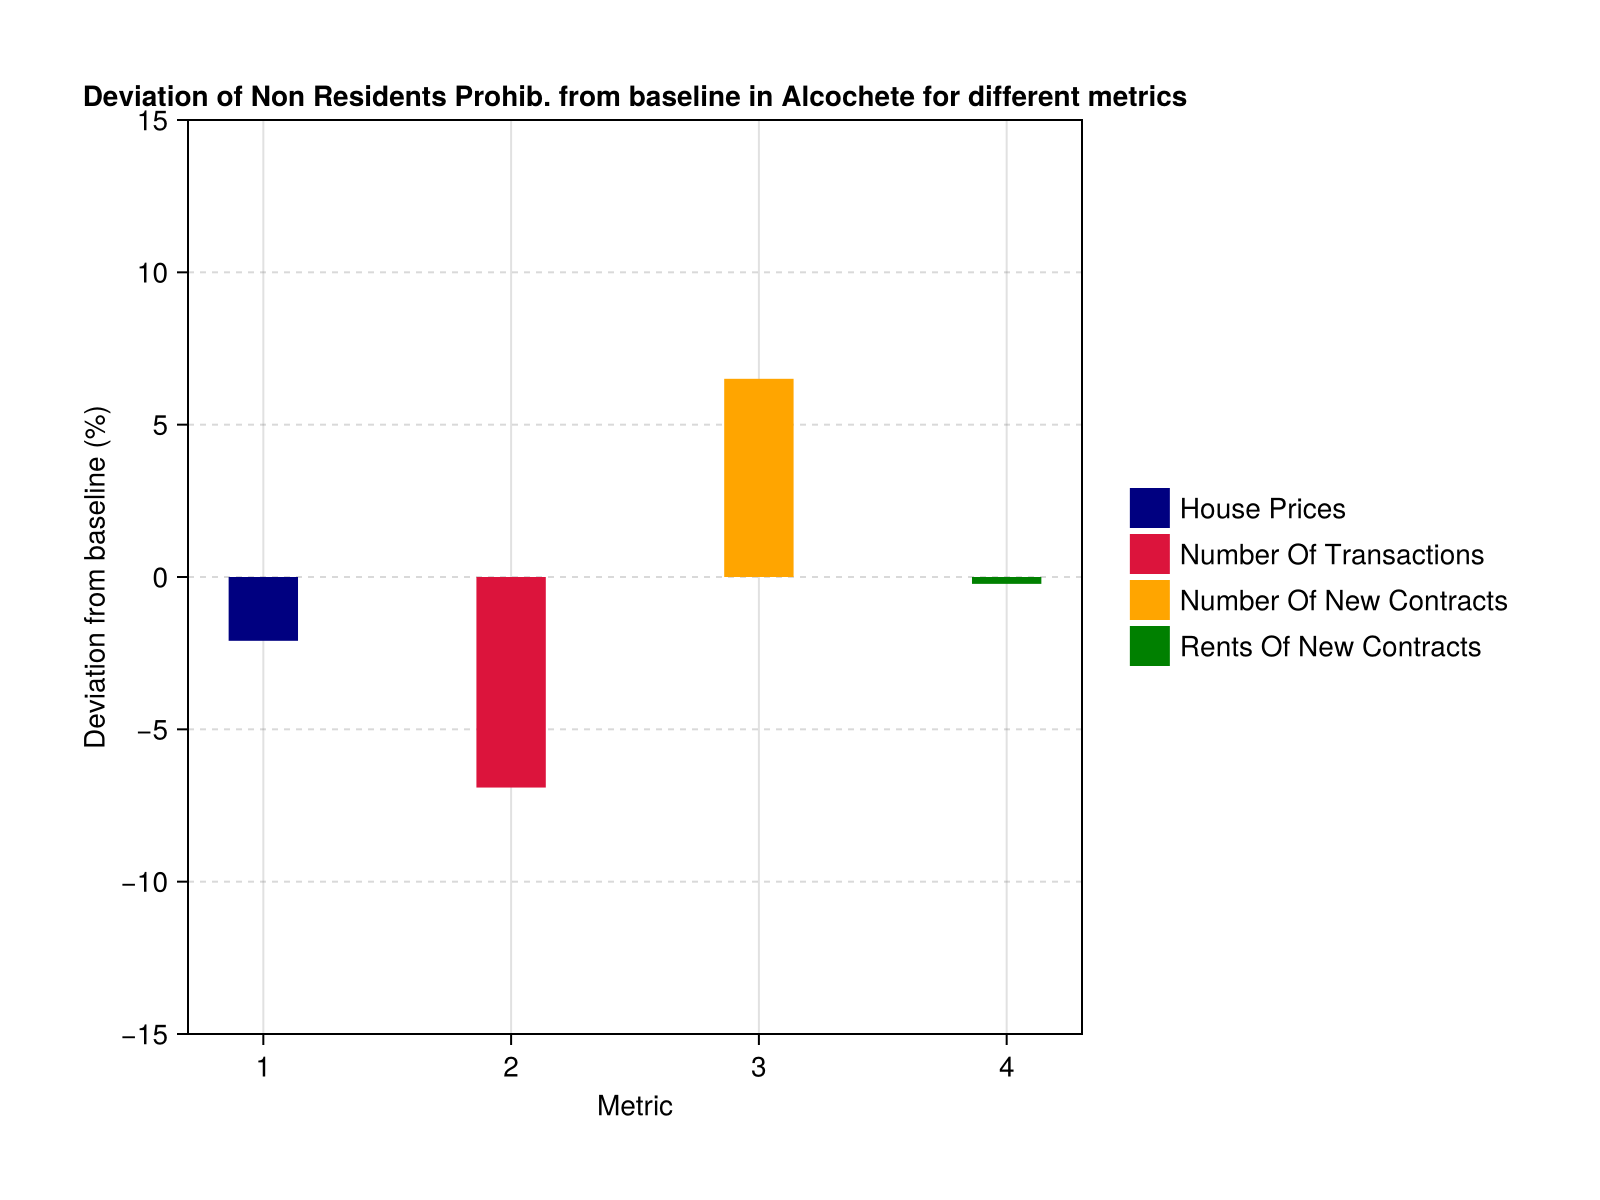 Deviation of Non Residents Prohib. from baseline in Alcochete for different metrics
15
10
5
0
−5
−10
−15
Deviation from baseline (%)
1 2 3 4
Metric
House Prices
Number Of Transactions
Number Of New Contracts
Rents Of New Contracts